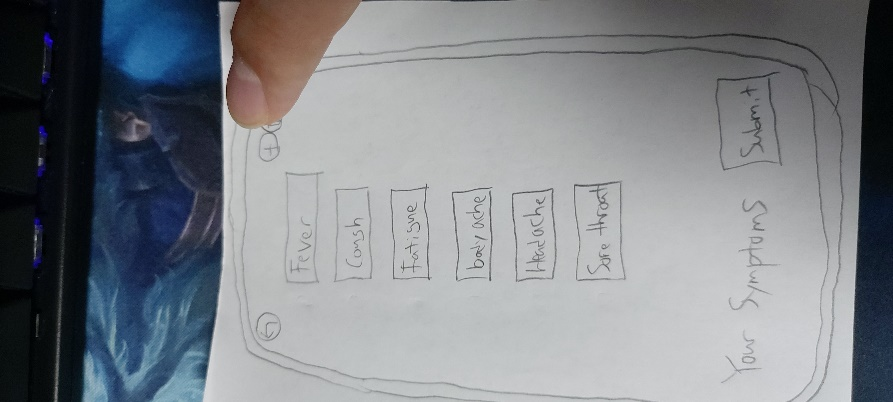 Fever
Cough
Fatigue
body ache
Headache
Sore throat
Your Symptoms
Submit